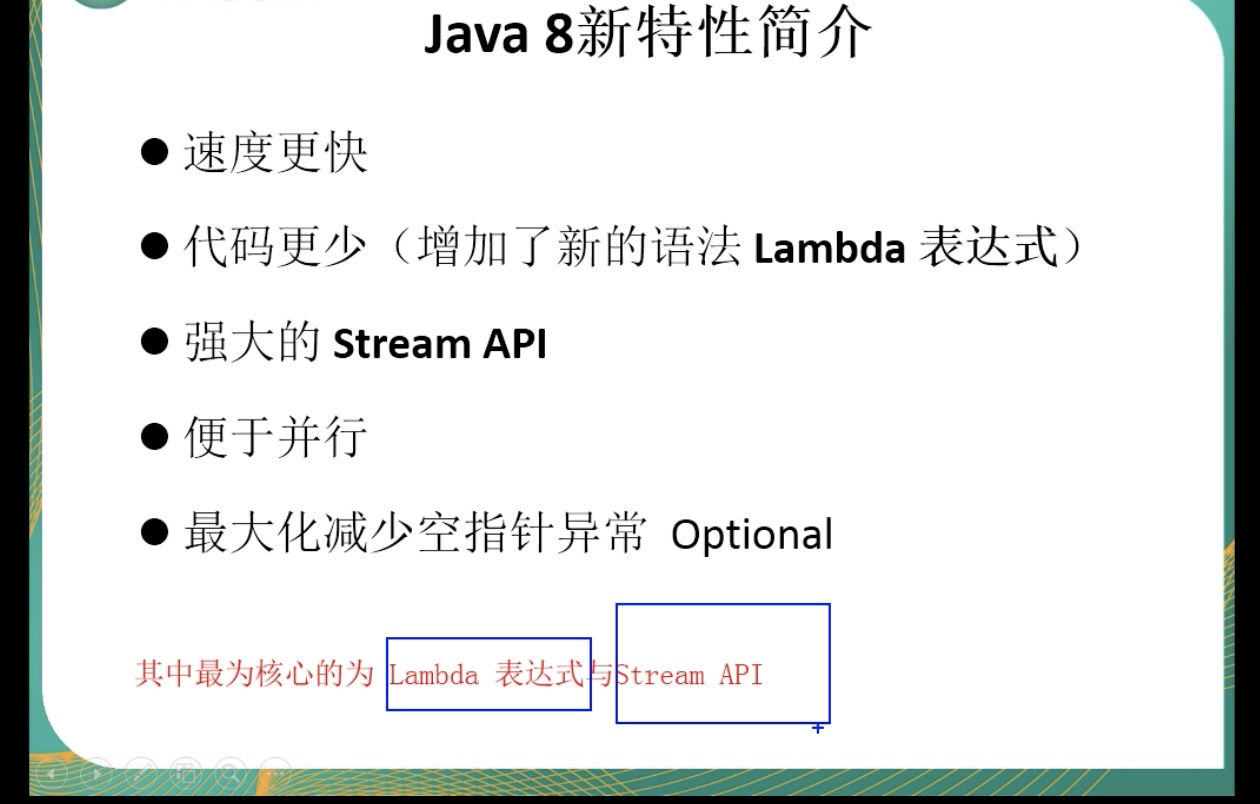 Java 8新特性简介
● 速度更快
● 代码更少（增加了新的语法 Lambda 表达式）
● 强大的 Stream API
● 便于并行
● 最大化减少空指针异常 Optional
其中最为核心的为 Lambda 表达式与Stream API